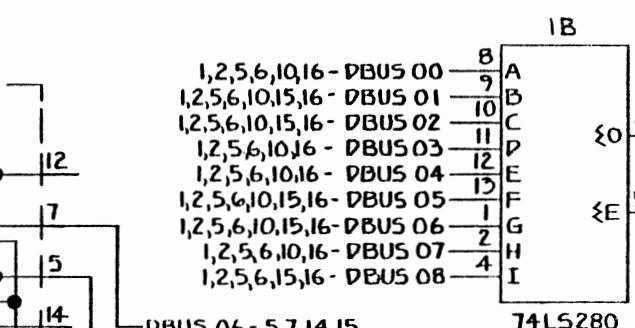 1B
1,2,5,6,10,16 - DBUS 00 8 A
1,2,5,6,10,15,16 - DBUS 01 9 B
1,2,5,6,10,15,16 - DBUS 02 10 C
1,2,5,6,10,16 - DBUS 03 11 D
ΣO
12 1,2,5,6,10,16 - DBUS 04 12 E
1,2,5,6,10,15,16 - DBUS 05 13 F
7 1,2,5,6,10,15,16 - DBUS 06 1 G
ΣE
1,2,5,6,10,16 - DBUS 07 2 H
5 1,2,5,6,15,16 - DBUS 08 4 I
14 DBUS 06 - 5,7,14,15 74LS280